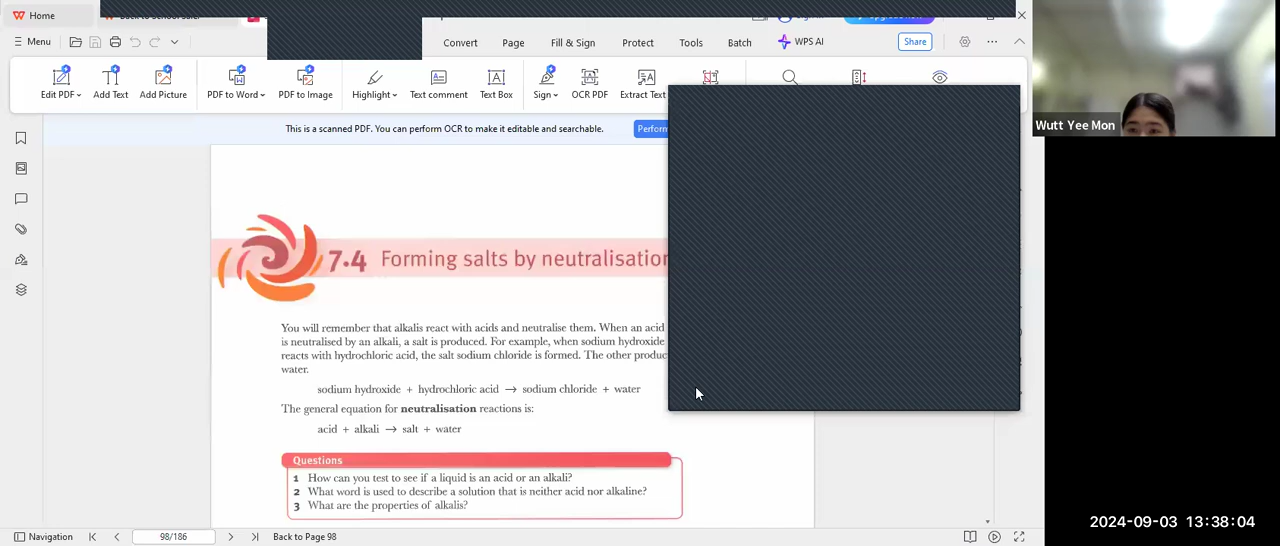 Home
Menu
Convert
Page
Fill & Sign
Protect
Tools
Batch
WPS AI
Share
Edit PDF
Add Text
Add Picture
PDF to Word
PDF to Image
Highlight
Text comment
Text Box
Sign
OCR PDF
Extract Text
This is a scanned PDF. You can perform OCR to make it editable and searchable.
Perform
Wutt Yee Mon
7.4 Forming salts by neutralisation
You will remember that alkalis react with acids and neutralise them. When an acid
is neutralised by an alkali, a salt is produced. For example, when sodium hydroxide
reacts with hydrochloric acid, the salt sodium chloride is formed. The other produc
water.
sodium hydroxide + hydrochloric acid → sodium chloride + water
The general equation for neutralisation reactions is:
acid + alkali → salt + water
Questions
1 How can you test to see if a liquid is an acid or an alkali?
2 What word is used to describe a solution that is neither acid nor alkaline?
3 What are the properties of alkalis?
Navigation
98/186
Back to Page 98
2024-09-03 13:38:04